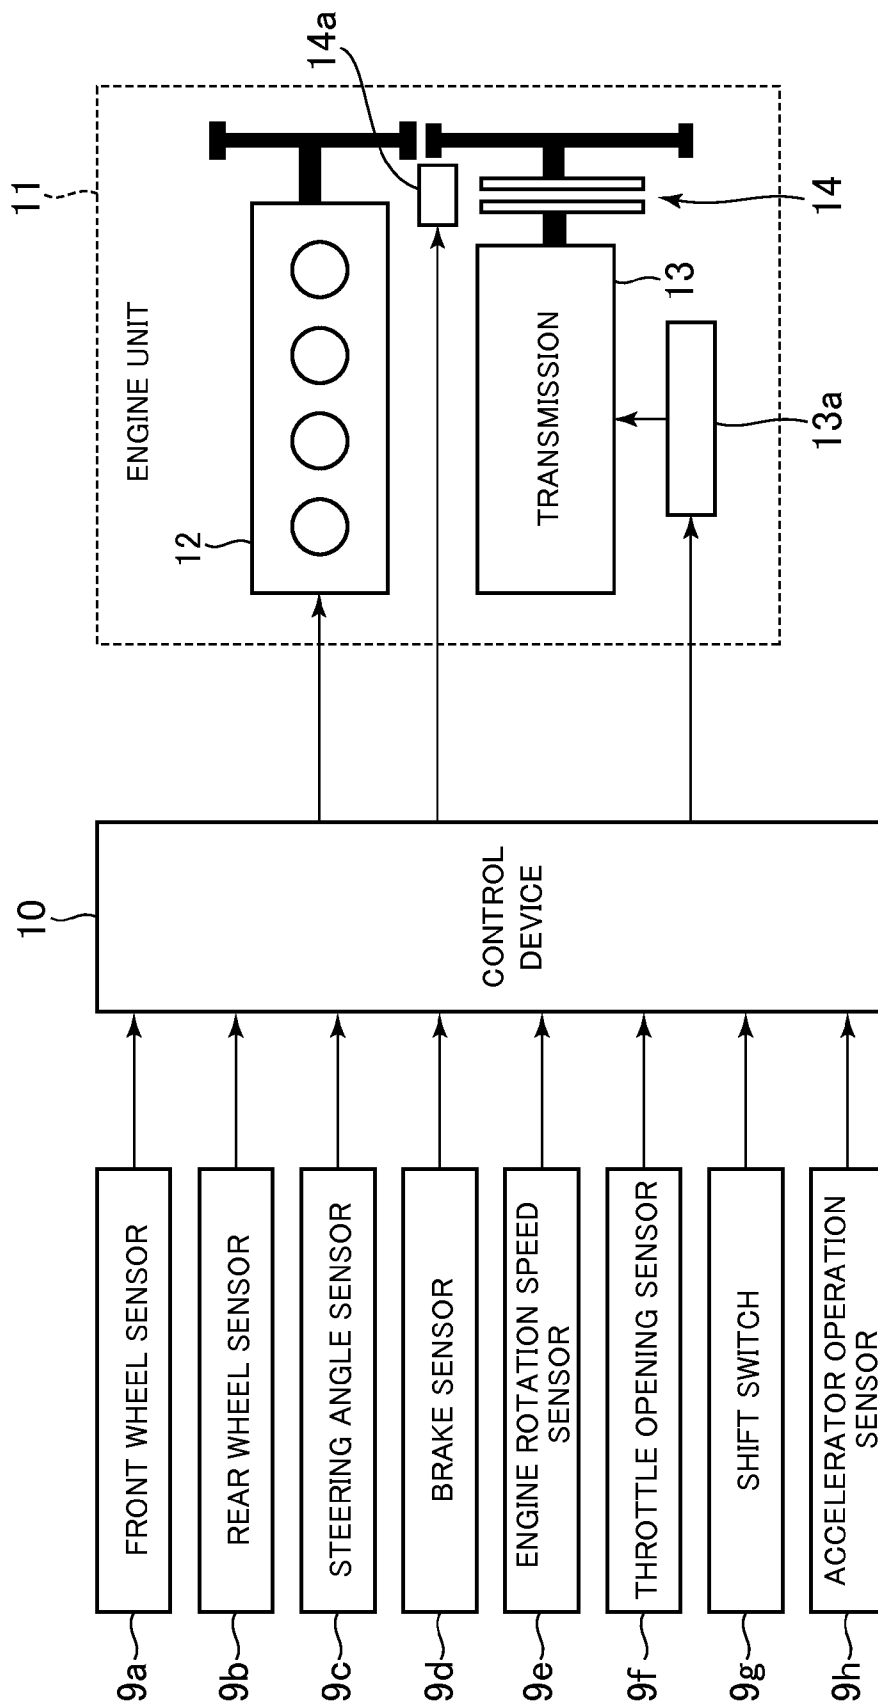 9a
FRONT WHEEL SENSOR
9b
REAR WHEEL SENSOR
9c
STEERING ANGLE SENSOR
9d
BRAKE SENSOR
9e
ENGINE ROTATION SPEED
SENSOR
9f
THROTTLE OPENING SENSOR
9g
SHIFT SWITCH
9h
ACCELERATOR OPERATION
SENSOR
10
CONTROL
DEVICE
11
ENGINE UNIT
12
14a
TRANSMISSION
13
14
13a